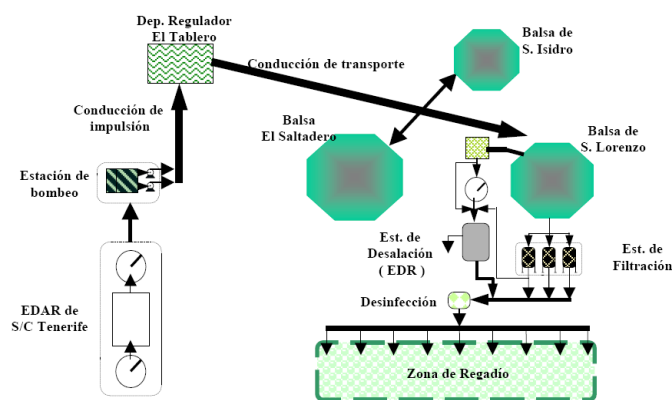 Dep. Regulador
El Tablero
Balsa de
S. Isidro
Conducción de transporte
Conducción de
impulsión
Balsa
El Saltadero
Balsa de
S. Lorenzo
Estación de
bombeo
Est. de
Desalación
( EDR )
Est. de
Filtración
EDAR de
S/C Tenerife
Desinfección
Zona de Regadío